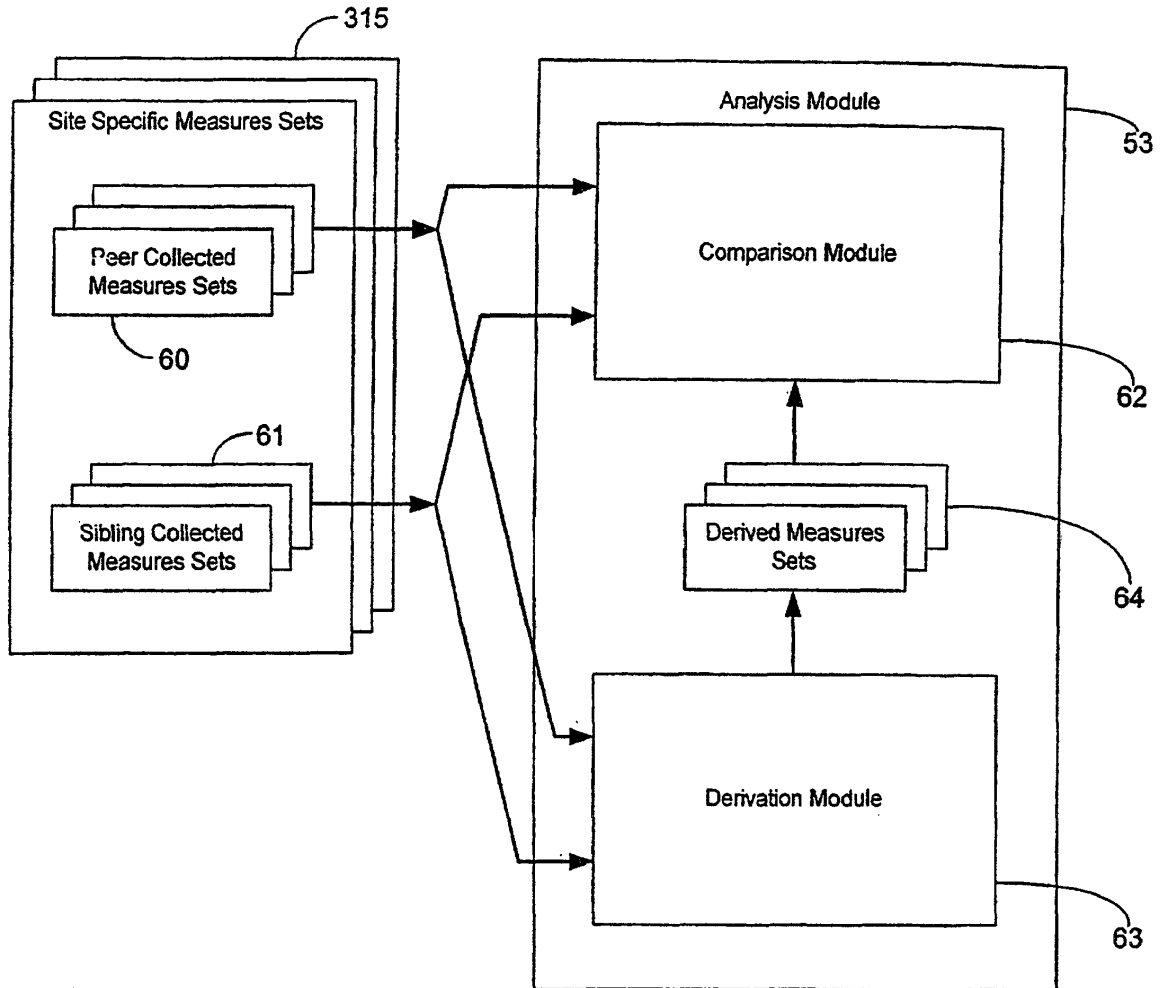 315
Site Specific Measures Sets
Peer Collected
Measures Sets
60
61
Sibling Collected
Measures Sets
Analysis Module
53
Comparison Module
62
Derived Measures
Sets
64
Derivation Module
63